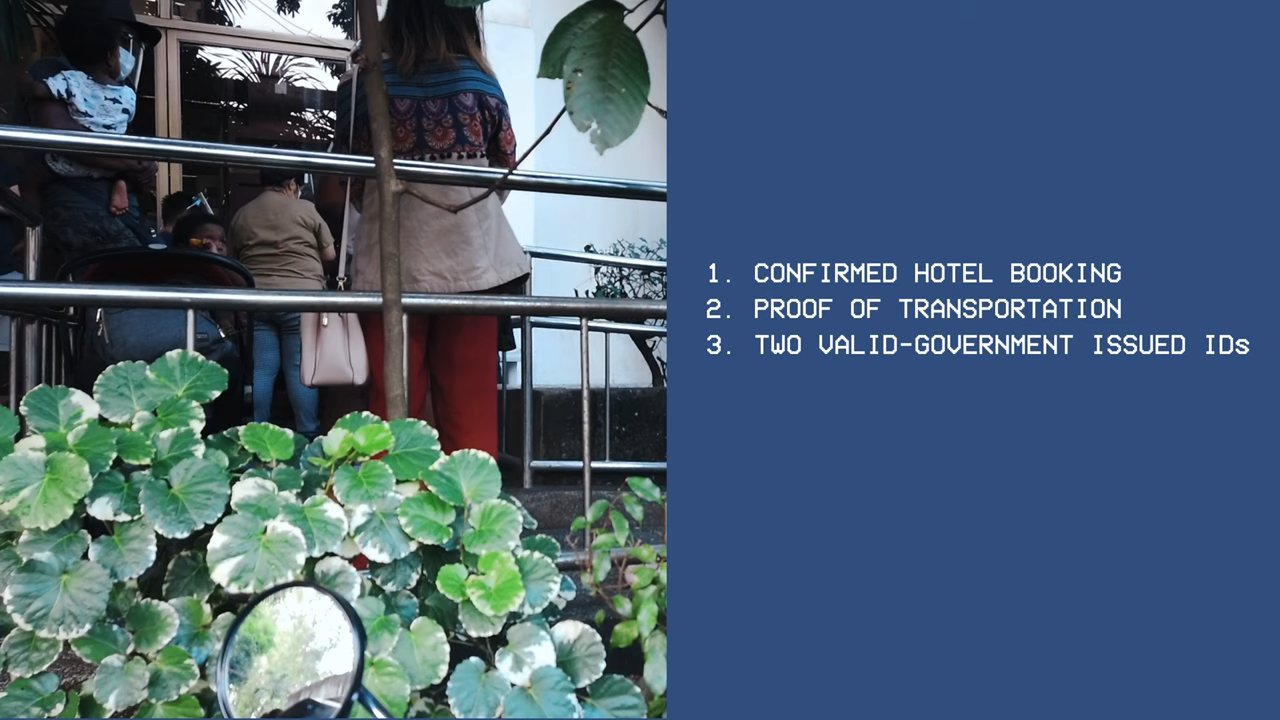 1. CONFIRMED HOTEL BOOKING
2. PROOF OF TRANSPORTATION
3. TWO VALID-GOVERNMENT ISSUED IDs